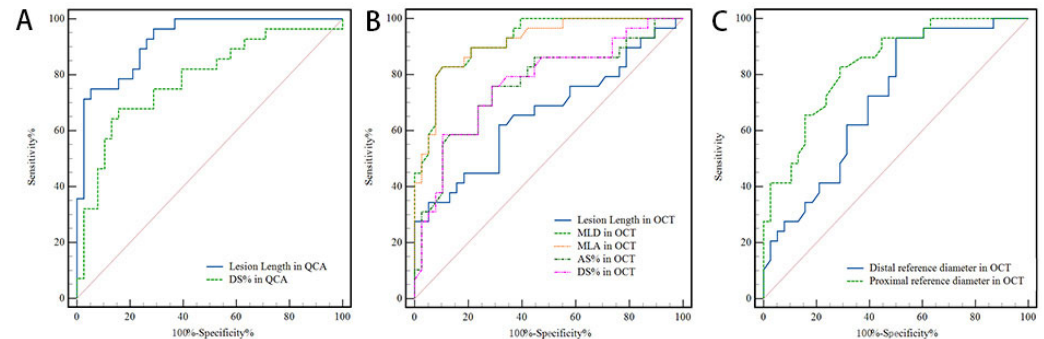 A
100
80
60
40
20
0
Sensitivity%
Lesion Length in QCA
DS% in QCA
0 20 40 60 80 100
100%-Specificity%
B
100
80
60
40
20
0
Sensitivity%
Lesion Length in OCT
MLD in OCT
MLA in OCT
AS% in OCT
DS% in OCT
0 20 40 60 80 100
100%-Specificity%
C
100
80
60
40
20
0
Sensitivity
Distal reference diameter in OCT
Proximal reference diameter in OCT
0 20 40 60 80 100
100%-Specificity%